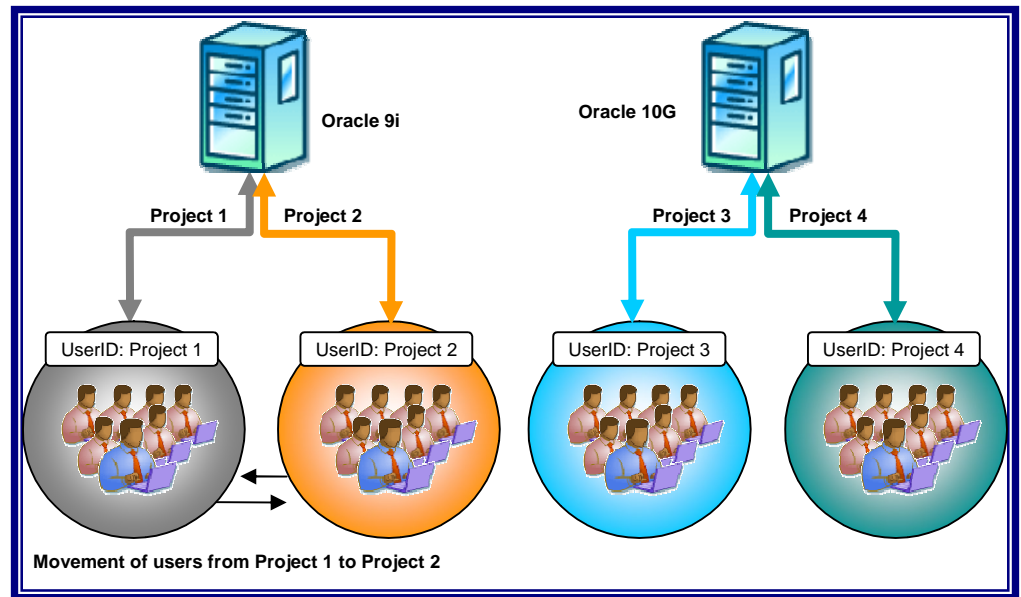 Oracle 9i
Oracle 10G
Project 1
Project 2
Project 3
Project 4
UserID: Project 1
UserID: Project 2
UserID: Project 3
UserID: Project 4
Movement of users from Project 1 to Project 2